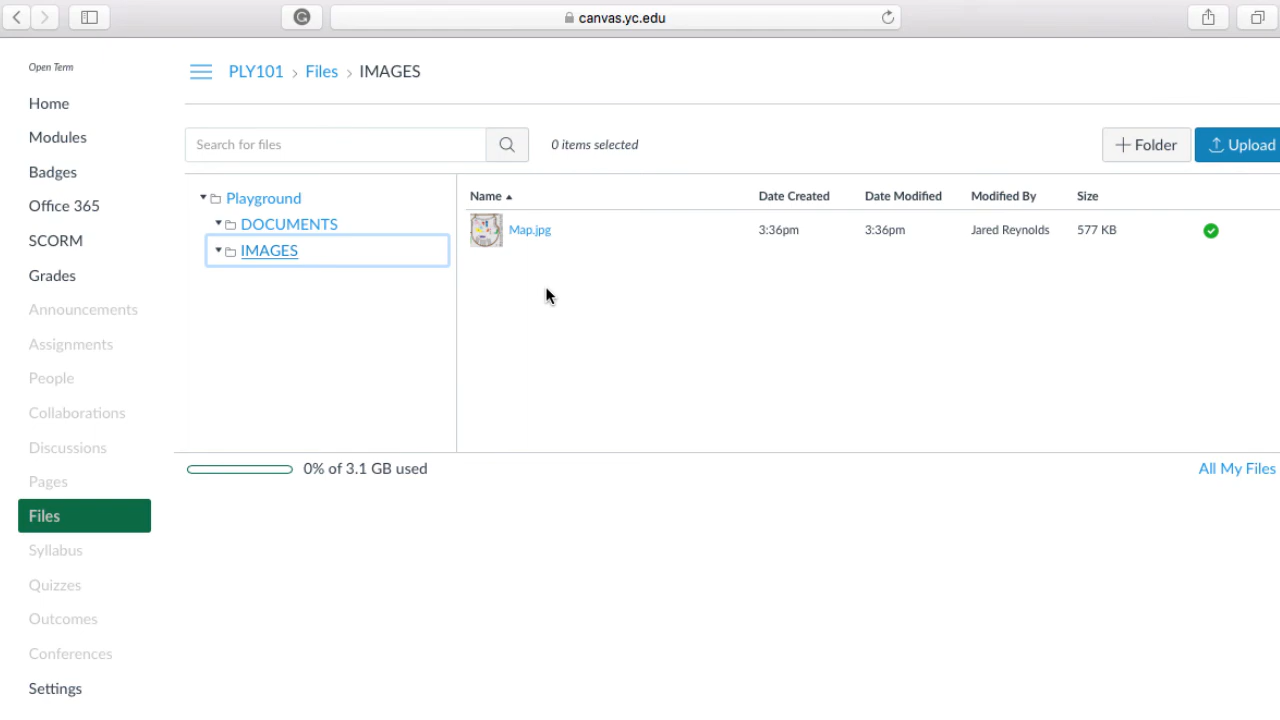 canvas.yc.edu
Open Term
Home
Modules
Badges
Office 365
SCORM
Grades
Announcements
Assignments
People
Collaborations
Discussions
Pages
Files
Syllabus
Quizzes
Outcomes
Conferences
Settings
PLY101 › Files › IMAGES
Search for files
0 items selected
+ Folder
Upload
Playground
DOCUMENTS
IMAGES
Name Date Created Date Modified Modified By Size
Map.jpg 3:36pm 3:36pm Jared Reynolds 577 KB
0% of 3.1 GB used
All My Files